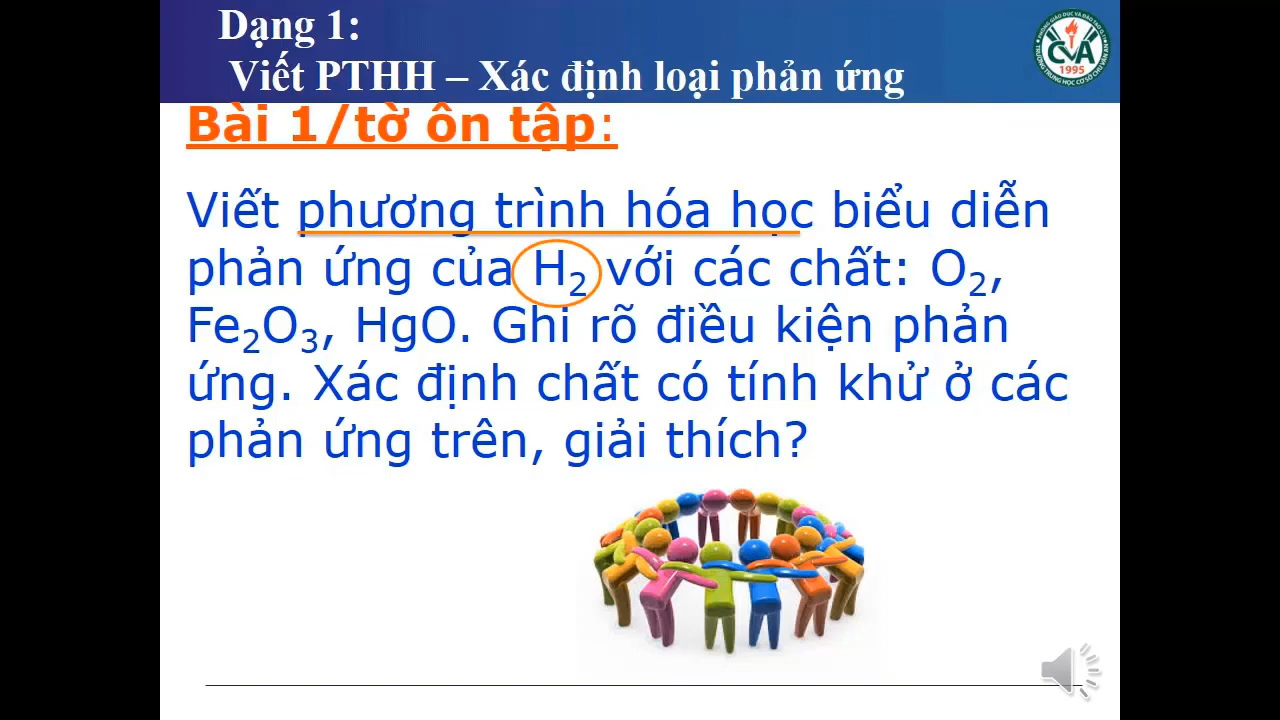 Dạng 1:
Viết PTHH – Xác định loại phản ứng
CVA
1995
Bài 1/tờ ôn tập:
Viết phương trình hóa học biểu diễn
phản ứng của H₂ với các chất: O₂,
Fe₂O₃, HgO. Ghi rõ điều kiện phản
ứng. Xác định chất có tính khử ở các
phản ứng trên, giải thích?